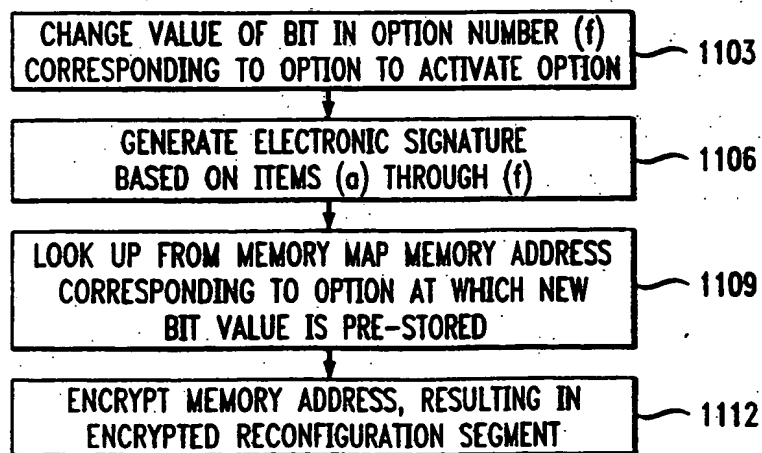 CHANGE VALUE OF BIT IN OPTION NUMBER (f)
CORRESPONDING TO OPTION TO ACTIVATE OPTION
1103
GENERATE ELECTRONIC SIGNATURE
BASED ON ITEMS (a) THROUGH (f)
1106
LOOK UP FROM MEMORY MAP MEMORY ADDRESS
CORRESPONDING TO OPTION AT WHICH NEW
BIT VALUE IS PRE-STORED
1109
ENCRYPT MEMORY ADDRESS, RESULTING IN
ENCRYPTED RECONFIGURATION SEGMENT
1112